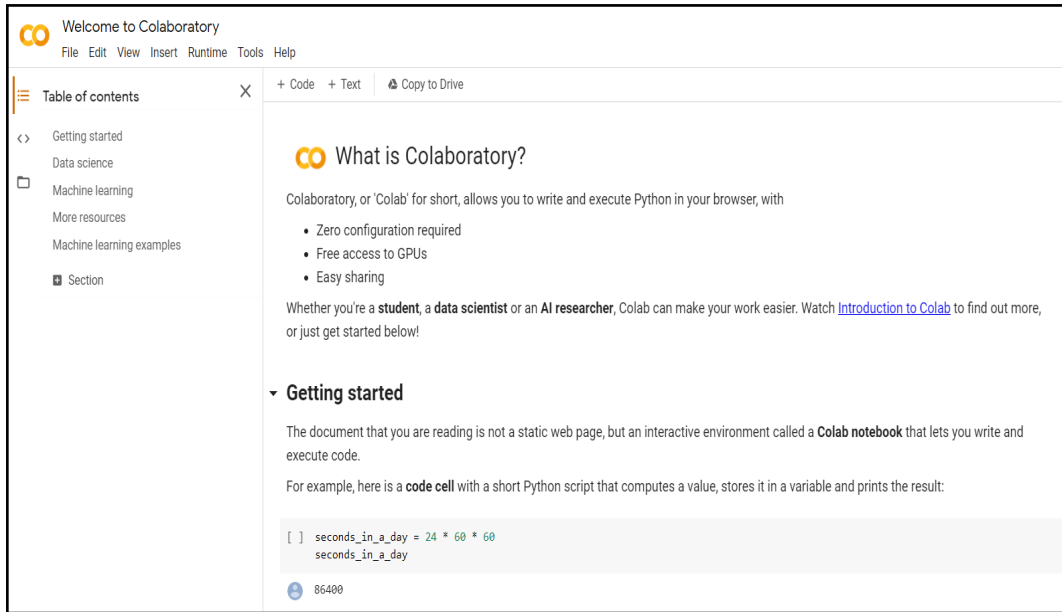 Welcome to Colaboratory
File Edit View Insert Runtime Tools Help
Table of contents
Getting started
Data science
Machine learning
More resources
Machine learning examples
Section
+ Code + Text Copy to Drive
What is Colaboratory?
Colaboratory, or 'Colab' for short, allows you to write and execute Python in your browser, with
• Zero configuration required
• Free access to GPUs
• Easy sharing
Whether you're a student, a data scientist or an AI researcher, Colab can make your work easier. Watch Introduction to Colab to find out more,
or just get started below!
Getting started
The document that you are reading is not a static web page, but an interactive environment called a Colab notebook that lets you write and
execute code.
For example, here is a code cell with a short Python script that computes a value, stores it in a variable and prints the result:
[ ] seconds_in_a_day = 24 * 60 * 60
seconds_in_a_day
86400